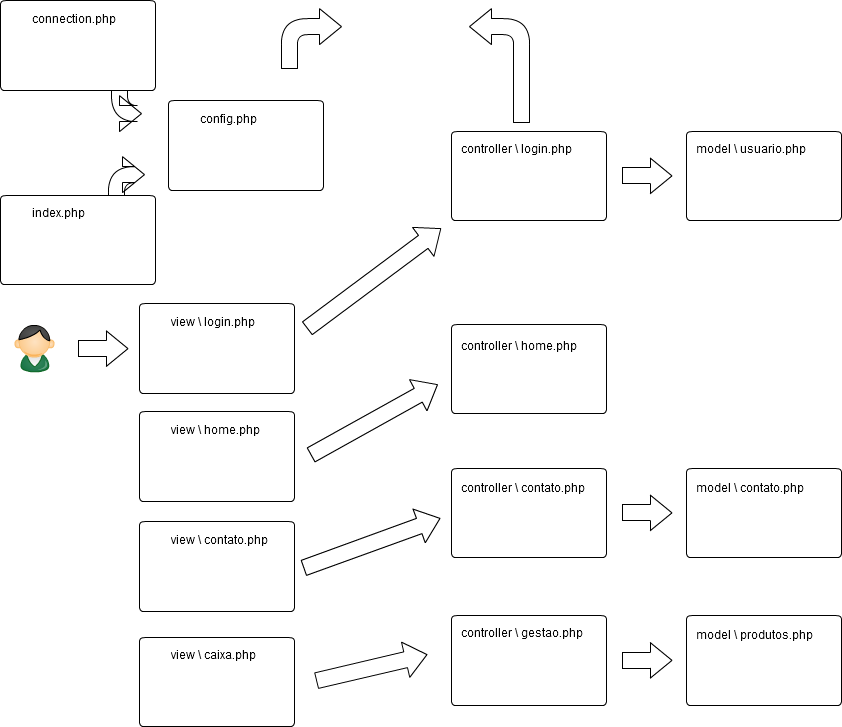 connection.php
config.php
controller \ login.php
model \ usuario.php
index.php
view \ login.php
controller \ home.php
view \ home.php
controller \ contato.php
model \ contato.php
view \ contato.php
controller \ gestao.php
model \ produtos.php
view \ caixa.php